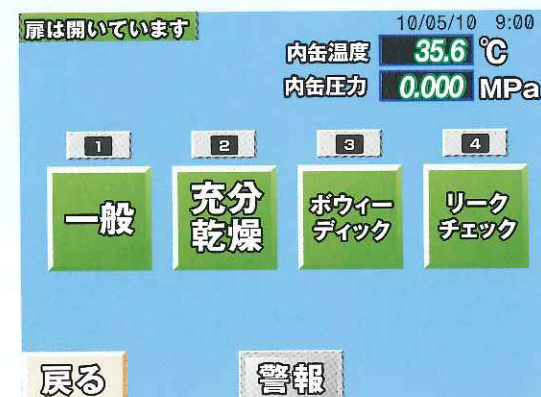 扉は開いています
10/05/10 9:00
内缶温度 35.6 ℃
内缶圧力 0.000 MPa
1 2 3 4
一般
充分
乾燥
ボウィー
ディック
リーク
チェック
戻る
警報